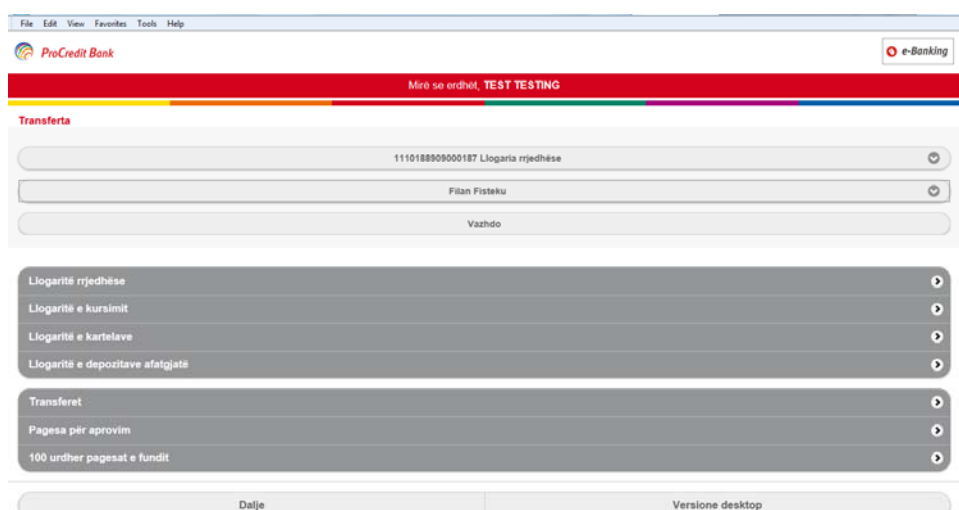 File Edit View Favorites Tools Help
ProCredit Bank
e-Banking
Mirë se erdhët, TEST TESTING
Transferta
1110188909000187 Llogaria rrjedhëse
Filan Fisteku
Vazhdo
Llogaritë rrjedhëse
Llogaritë e kursimit
Llogaritë e kartelave
Llogaritë e depozitave afatgjatë
Transferet
Pagesa për aprovim
100 urdher pagesat e fundit
Dalje
Versione desktop